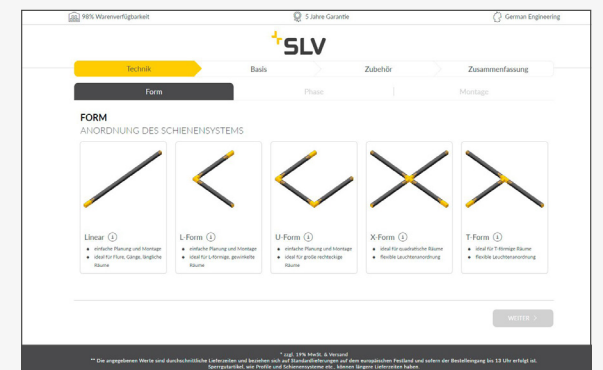 98% Warenverfügbarkeit
5 Jahre Garantie
German Engineering
SLV
Technik
Basis
Zubehör
Zusammenfassung
Form
Phase
Montage
FORM
ANORDNUNG DES SCHIENENSYSTEMS
Linear
einfache Planung und Montage
ideal für Flure, Gänge, längliche
Räume
L-Form
einfache Planung und Montage
ideal für L-förmige, gewinkelte
Räume
U-Form
einfache Planung und Montage
ideal für große rechteckige
Räume
X-Form
ideal für quadratische Räume
flexible Leuchtenanordnung
T-Form
ideal für T-förmige Räume
flexible Leuchtenanordnung
WEITER >
* zzgl. 19% MwSt. & Versand
** Die angegebenen Werte sind durchschnittliche Lieferzeiten und beziehen sich auf Standardlieferungen auf dem europäischen Festland und sofern der Bestelleingang bis 13 Uhr erfolgt ist.
Sperrgutartikel, wie Profile und Schienensysteme etc., können längere Lieferzeiten haben